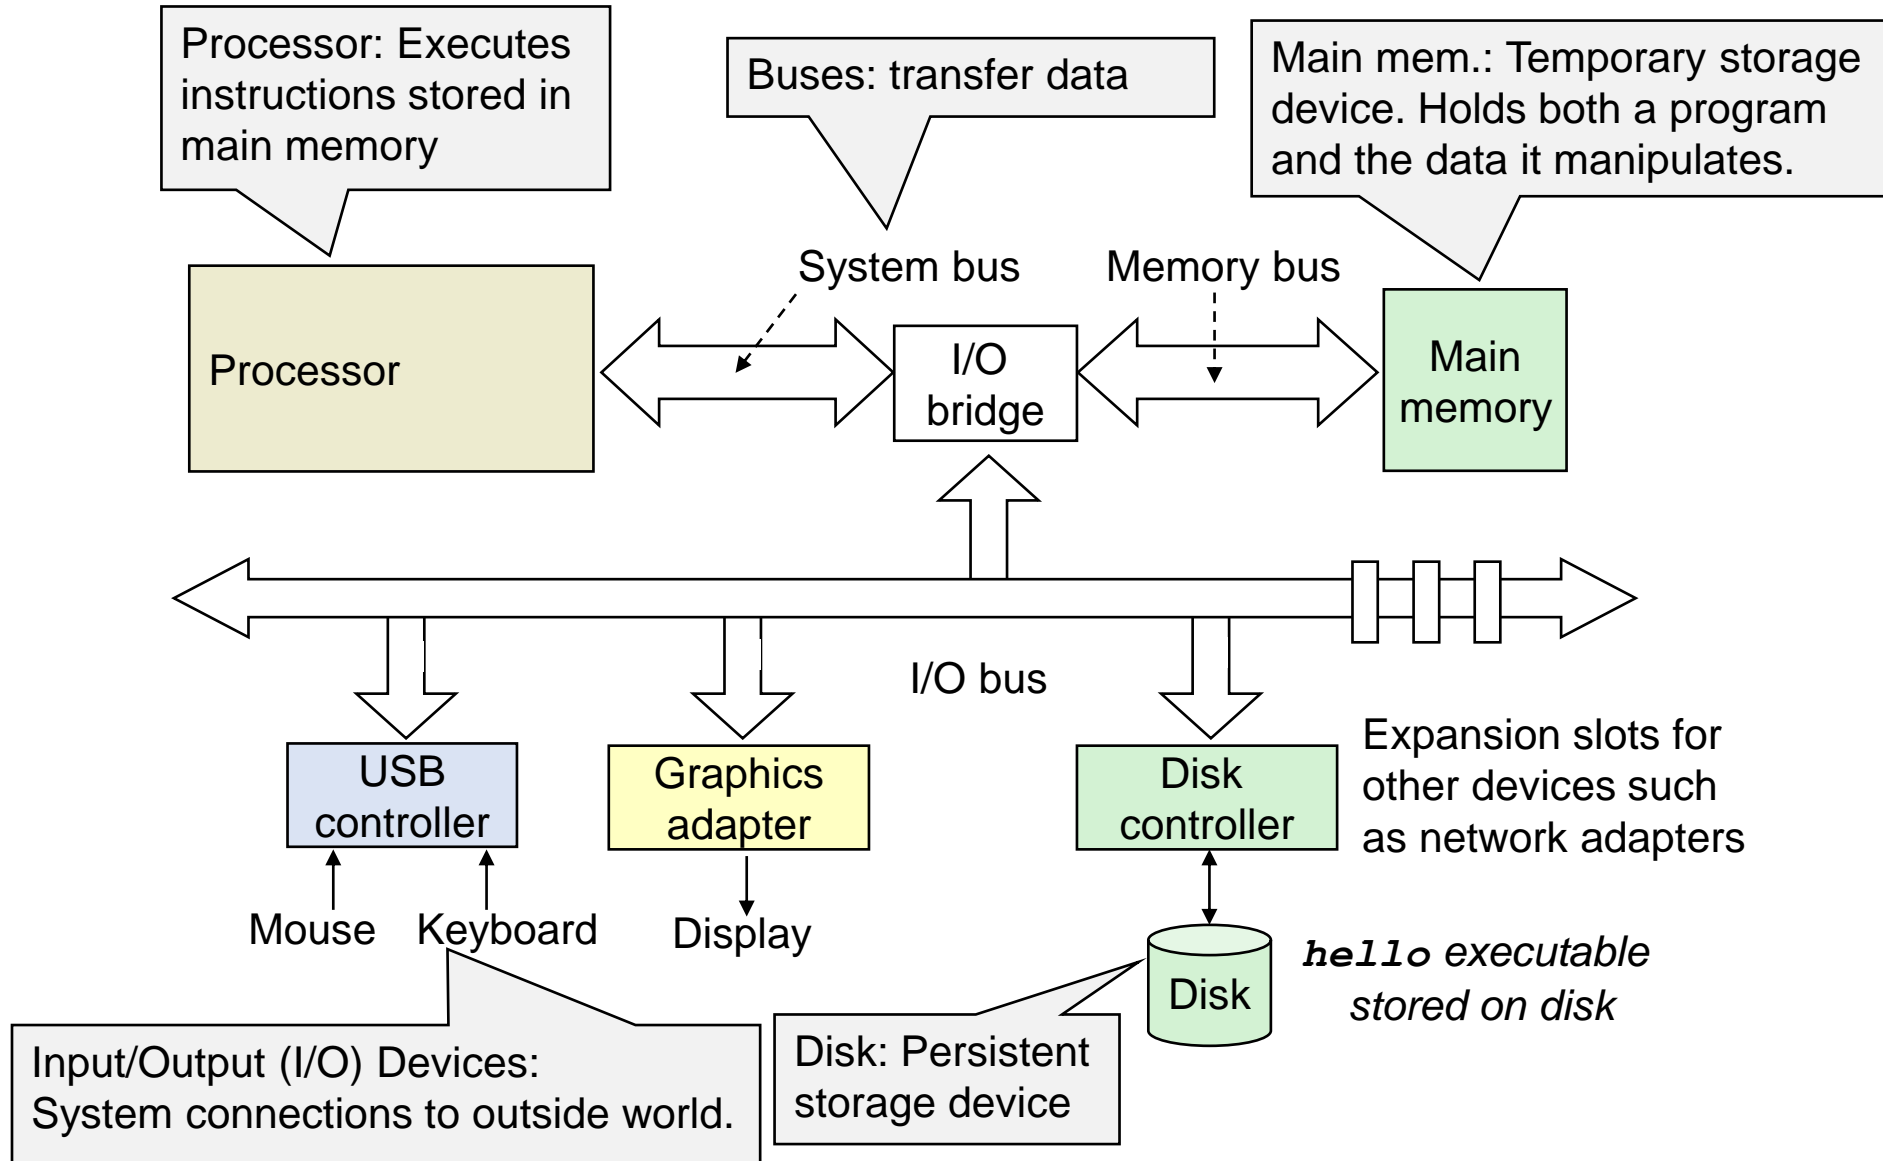 Processor: Executes
instructions stored in
main memory
Buses: transfer data
Main mem.: Temporary storage
device. Holds both a program
and the data it manipulates.
System bus
Memory bus
Processor
I/O
bridge
Main
memory
I/O bus
USB
controller
Graphics
adapter
Disk
controller
Expansion slots for
other devices such
as network adapters
Mouse
Keyboard
Display
Disk
hello executable
stored on disk
Input/Output (I/O) Devices:
System connections to outside world.
Disk: Persistent
storage device